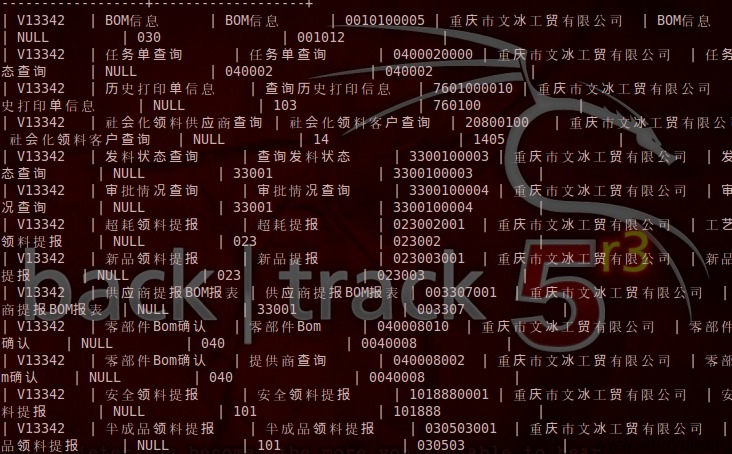 -----------------+-------------------+
| V13342 | BOM信息 | BOM信息 | 0010100005 | 重庆市文冰工贸有限公司 | BOM信息
| NULL | 030 | 001012 |
| V13342 | 任务单查询 | 任务单查询 | 0400020000 | 重庆市文冰工贸有限公司 | 任务
态查询 | NULL | 040002 | 040002 |
| V13342 | 历史打印单信息 | 查询历史打印信息 | 7601000010 | 重庆市文冰工贸有限公司
史打印单信息 | NULL | 103 | 760100 |
| V13342 | 社会化领料供应商查询 | 社会化领料客户查询 | 20800100 | 重庆市文冰工贸有限公
社会化领料客户查询 | NULL | 14 | 1405 |
| V13342 | 发料状态查询 | 查询发料状态 | 3300100003 | 重庆市文冰工贸有限公司 | 发
态查询 | NULL | 33001 | 3300100003 |
| V13342 | 审批情况查询 | 审批情况查询 | 3300100004 | 重庆市文冰工贸有限公司 | 审
况查询 | NULL | 33001 | 3300100004 |
| V13342 | 超耗领料提报 | 超耗提报 | 023002001 | 重庆市文冰工贸有限公司 | 工艺
领料提报 | NULL | 023 | 023002 |
| V13342 | 新品领料提报 | 新品提报 | 023003001 | 重庆市文冰工贸有限公司 | 新品
提报 | NULL | 023 | 023003 |
| V13342 | 供应商提报BOM报表 | 供应商提报BOM报表 | 003307001 | 重庆市文冰工贸有限公司
商提报BOM报表 | NULL | 33001 | 003307 |
| V13342 | 零部件Bom确认 | 零部件Bom | 040008010 | 重庆市文冰工贸有限公司 | 零部件
确认 | NULL | 040 | 0040008 |
| V13342 | 零部件Bom确认 | 提供商查询 | 040008002 | 重庆市文冰工贸有限公司 | 零部
m确认 | NULL | 040 | 0040008 |
| V13342 | 安全领料提报 | 安全领料提报 | 1018880001 | 重庆市文冰工贸有限公司 |
料提报 | NULL | 101 | 101888 |
| V13342 | 半成品领料提报 | 半成品领料提报 | 030503001 | 重庆市文冰工贸有限公司 |
品领料提报 | NULL | 101 | 030503 |
back|track 5 r3